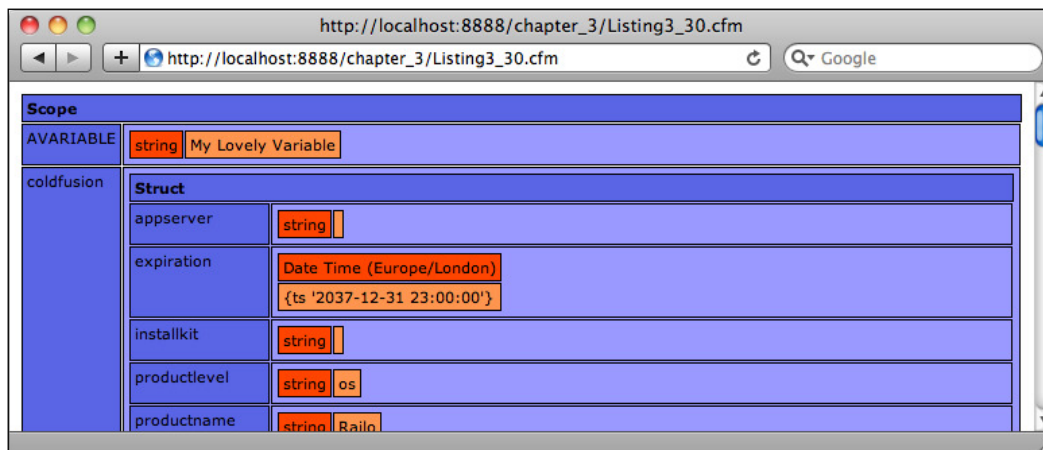 http://localhost:8888/chapter_3/Listing3_30.cfm
http://localhost:8888/chapter_3/Listing3_30.cfm
Google
Scope
AVARIABLE string My Lovely Variable
coldfusion Struct
appserver string
expiration Date Time (Europe/London)
{ts '2037-12-31 23:00:00'}
installkit string
productlevel string os
productname string Railo